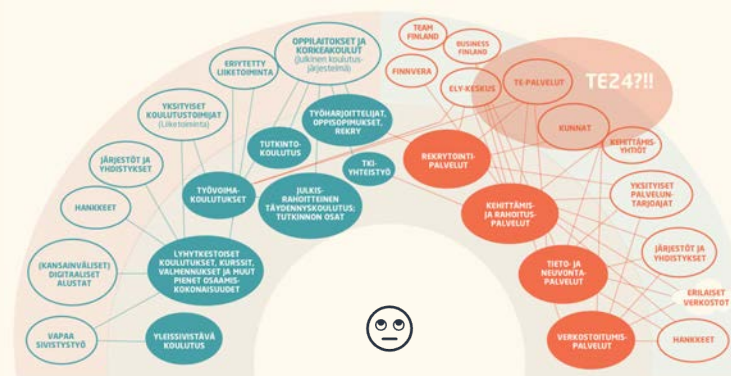 OPPILAITOKSET JA
KORKEAKOULUT
(Julkinen koulutus-
järjestelmä)
ERIYTETTY
LIIKETOIMINTA
YKSITYISET
KOULUTUSTOIMIJAT
(Liiketoiminta)
JÄRJESTÖT JA
YHDISTYKSET
HANKKEET
(KANSAINVÄLISET)
DIGITAALISET
ALUSTAT
VAPAA
SIVISTYSTYÖ
TYÖHARJOITTELIJAT,
OPPISOPIMUKSET,
REKRY
TUTKINTO-
KOULUTUS
TKI-
YHTEISTYÖ
TYÖVOIMA-
KOULUTUKSET
JULKIS-
RAHOITTEINEN
TÄYDENNYSKOULUTUS;
TUTKINNON OSAT
LYHYTKESTOISET
KOULUTUKSET, KURSSIT,
VALMENNUKSET JA MUUT
PIENET OSAAMIS-
KOKONAISUUDET
YLEISSIVISTÄVÄ
KOULUTUS
TEAM
FINLAND
BUSINESS
FINLAND
FINNVERA
ELY-KESKUS
TE-PALVELUT
TE24?!!
KUNNAT
KEHITTÄMIS-
YHTIÖT
REKRYTOINTI-
PALVELUT
YKSITYISET
PALVELUN-
TARJOAJAT
KEHITTÄMIS-
JA RAHOITUS-
PALVELUT
JÄRJESTÖT JA
YHDISTYKSET
TIETO- JA
NEUVONTA-
PALVELUT
ERILAISET
VERKOSTOT
VERKOSTOITUMIS-
PALVELUT
HANKKEET